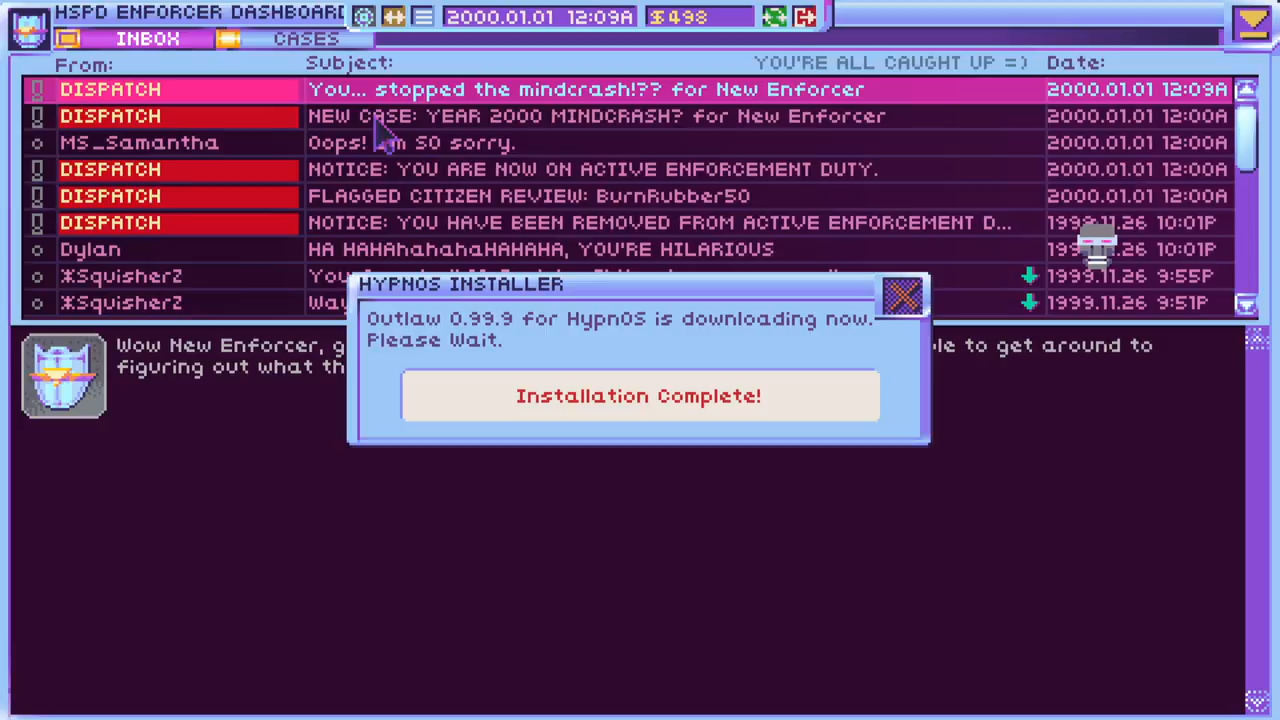 HSPD ENFORCER DASHBOARD
2000.01.01 12:09A
498
INBOX
CASES
From:
Subject:
YOU'RE ALL CAUGHT UP =)
Date:
DISPATCH You... stopped the mindcrash!?? for New Enforcer 2000.01.01 12:09A
DISPATCH NEW CASE: YEAR 2000 MINDCRASH? for New Enforcer 2000.01.01 12:00A
MS_Samantha Oops! SO sorry. 2000.01.01 12:00A
DISPATCH NOTICE: YOU ARE NOW ON ACTIVE ENFORCEMENT DUTY. 2000.01.01 12:00A
DISPATCH FLAGGED CITIZEN REVIEW: BurnRubber50 2000.01.01 12:00A
DISPATCH NOTICE: YOU HAVE BEEN REMOVED FROM ACTIVE ENFORCEMENT D... 1999.11.26 10:01P
Dylan HA HAHAhahahaHAHAHA, YOU'RE HILARIOUS 10:01P
*SquisherZ 1999.11.26 9:55P
*SquisherZ 1999.11.26 9:51P
HYPNOS INSTALLER
Outlaw 0.99.9 for HypnOS is downloading now.
Please Wait.
Installation Complete!
Wow New Enforcer, to get around to
figuring out what